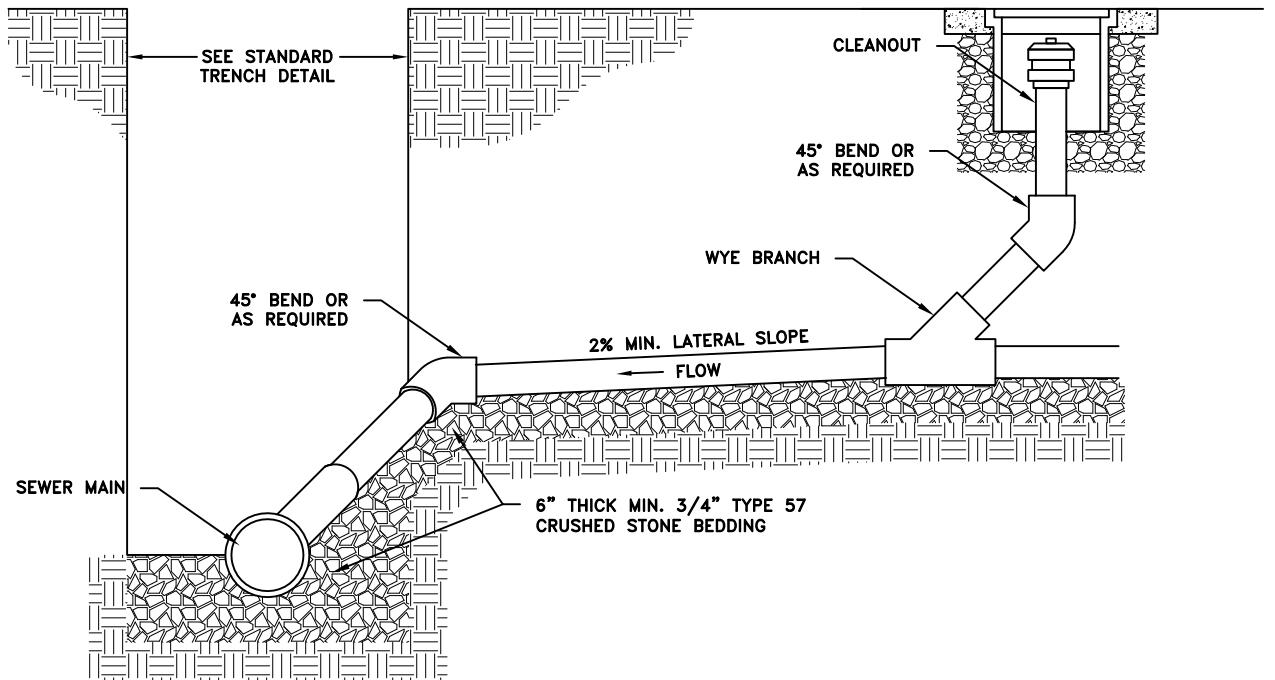 SEE STANDARD
TRENCH DETAIL
CLEANOUT
45° BEND OR
AS REQUIRED
WYE BRANCH
45° BEND OR
AS REQUIRED
2% MIN. LATERAL SLOPE
FLOW
SEWER MAIN
6” THICK MIN. 3/4” TYPE 57
CRUSHED STONE BEDDING